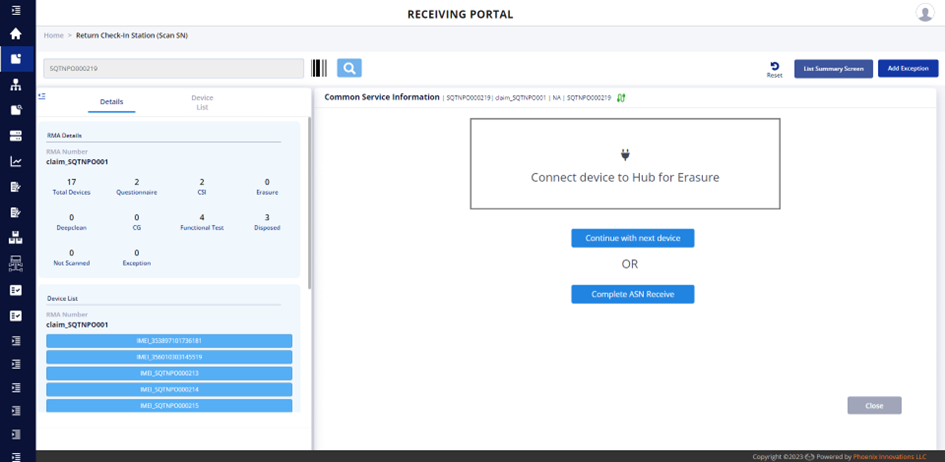 RECEIVING PORTAL
Home > Return Check-In Station (Scan SN)
SQTNPO000219
Reset
List Summary Screen
Add Exception
Details
Device
List
Common Service Information | SQTNPO000219| claim_SQTNPO001 | NA | SQTNPO000219
RMA Details
RMA Number
claim_SQTNPO001
17 2 2 0
Total Devices Questionnaire CSI Erasure
0 0 4 3
Deepclean CG Functional Test Disposed
0 0
Not Scanned Exception
Device List
RMA Number
claim_SQTNPO001
IMEI_353897101736181
IMEI_356010303145519
IMEI_SQTNPO000213
IMEI_SQTNPO000214
IMEI_SQTNPO000215
Connect device to Hub for Erasure
Continue with next device
OR
Complete ASN Receive
Close
Copyright ©2023 Powered by Phoenix Innovations LLC